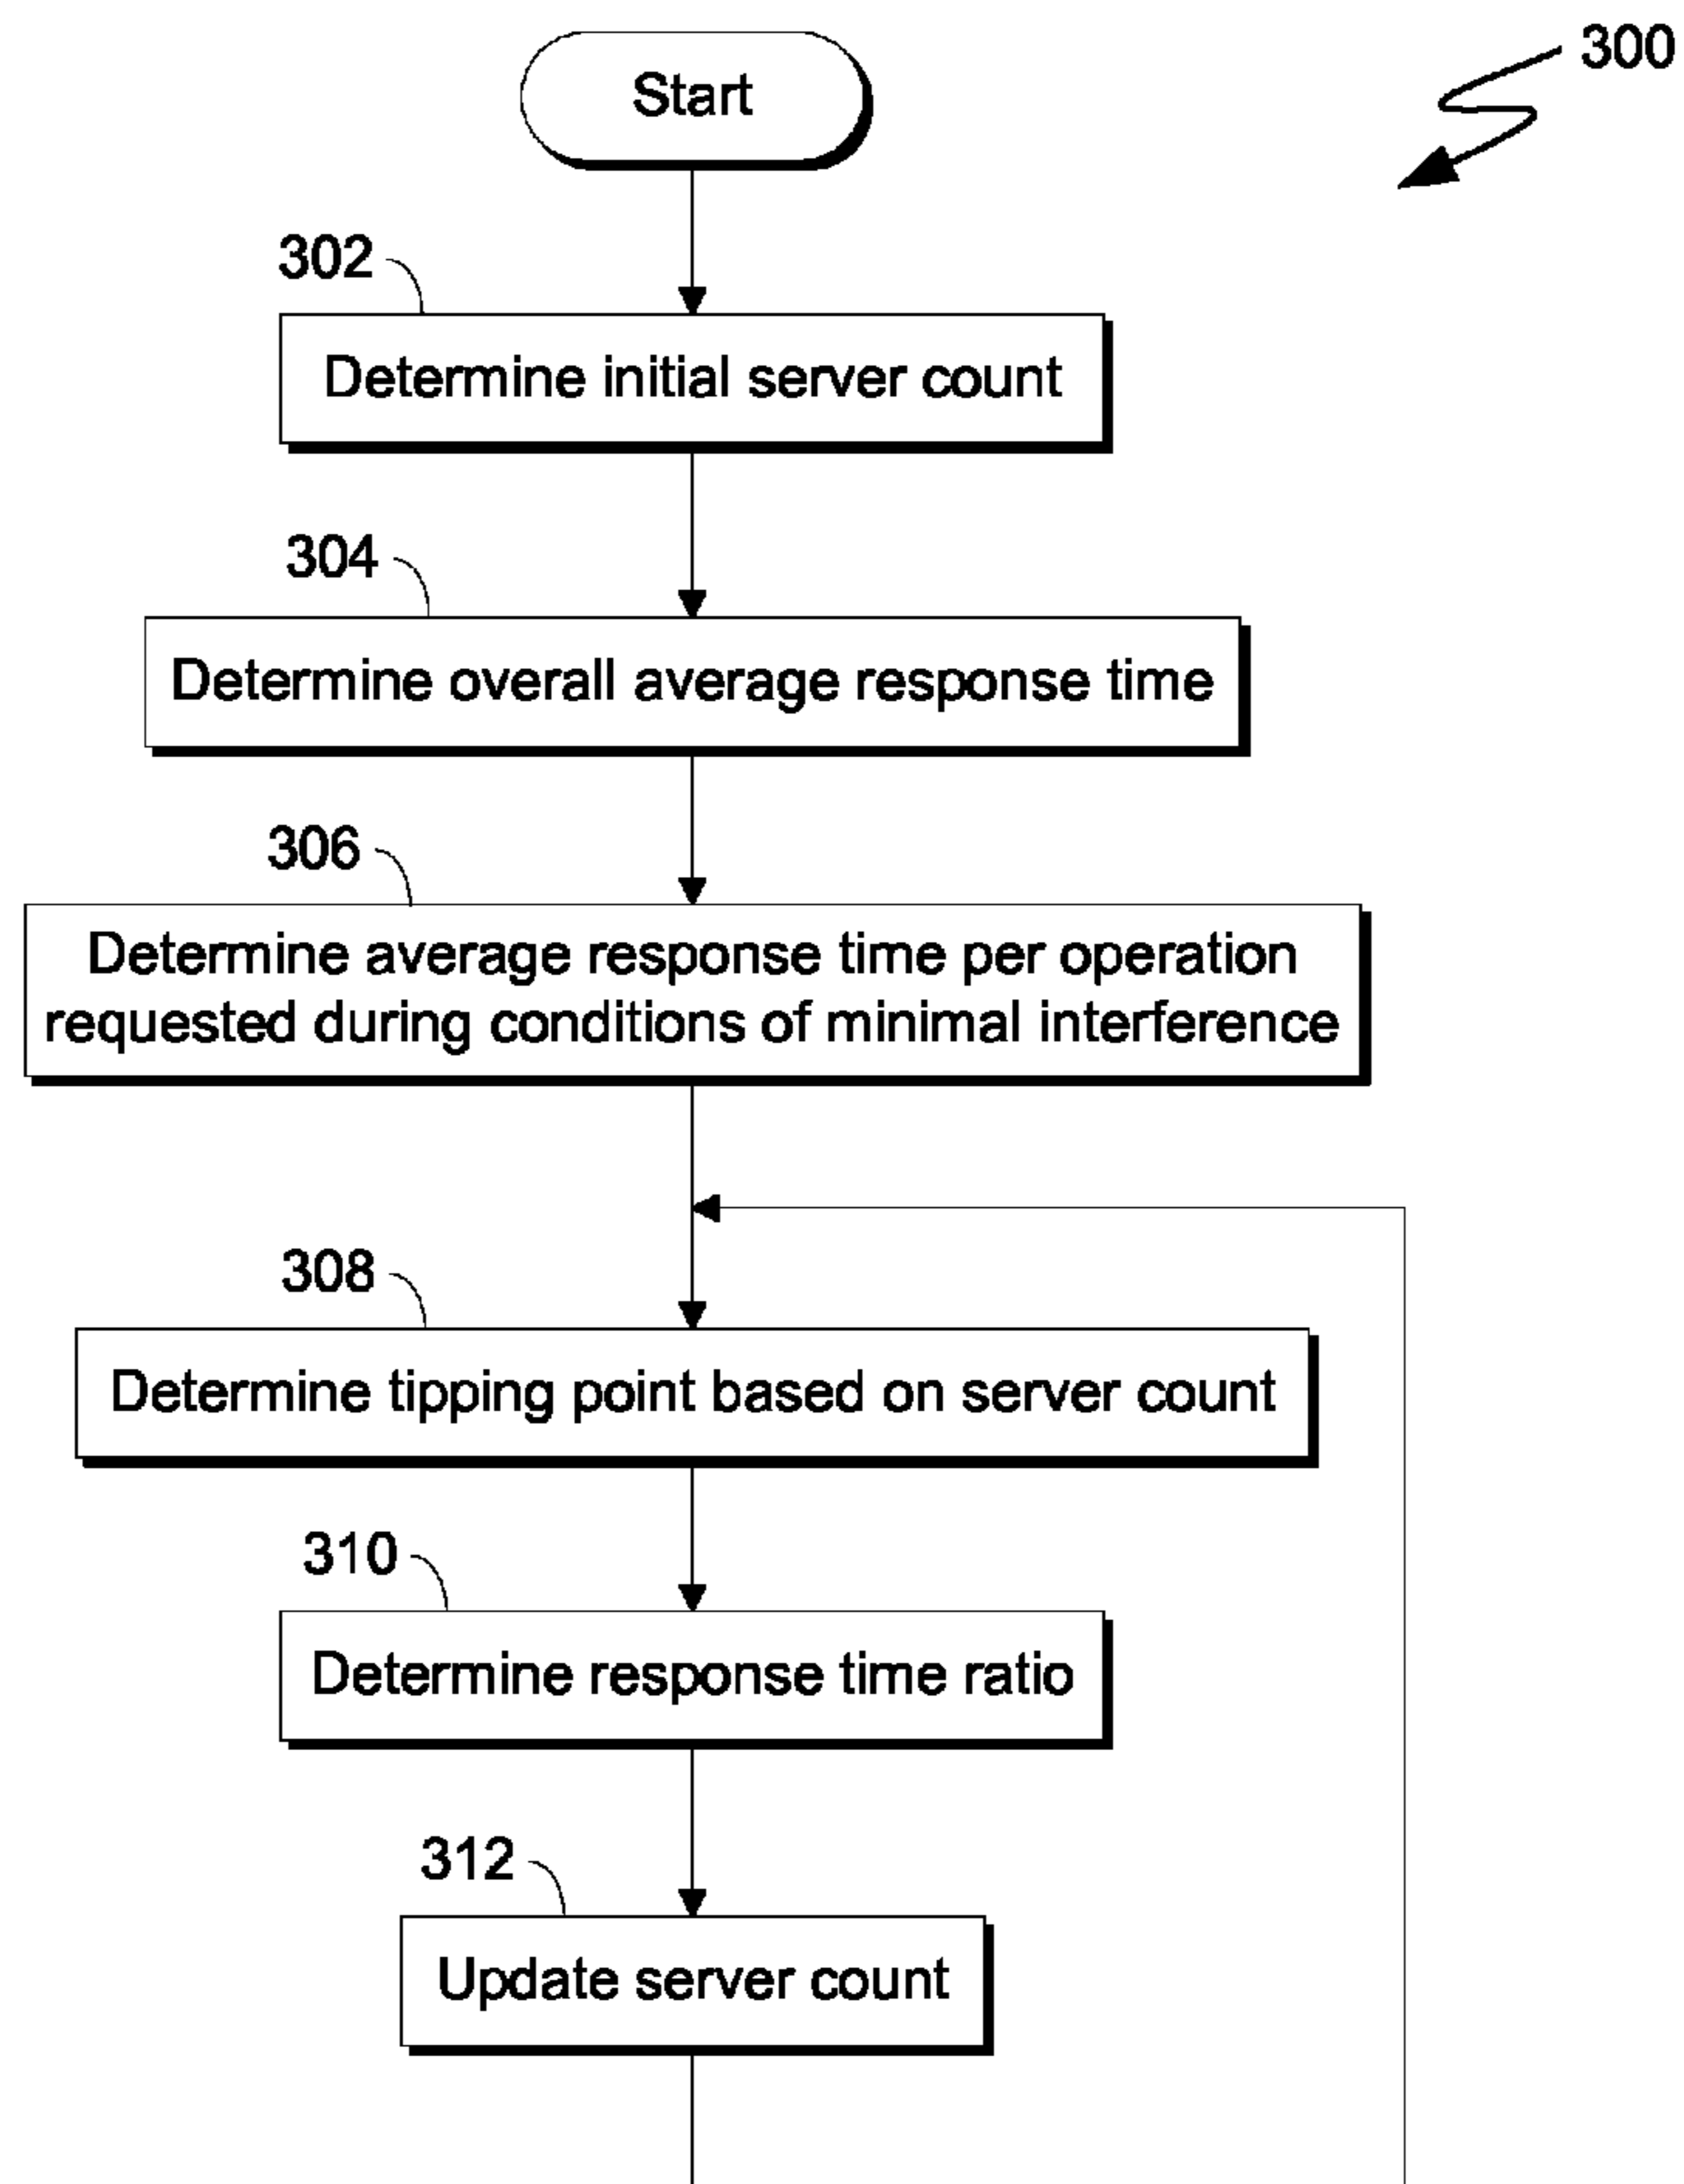 300
Start
302
Determine initial server count
304
Determine overall average response time
306
Determine average response time per operation
requested during conditions of minimal interference
308
Determine tipping point based on server count
310
Determine response time ratio
312
Update server count